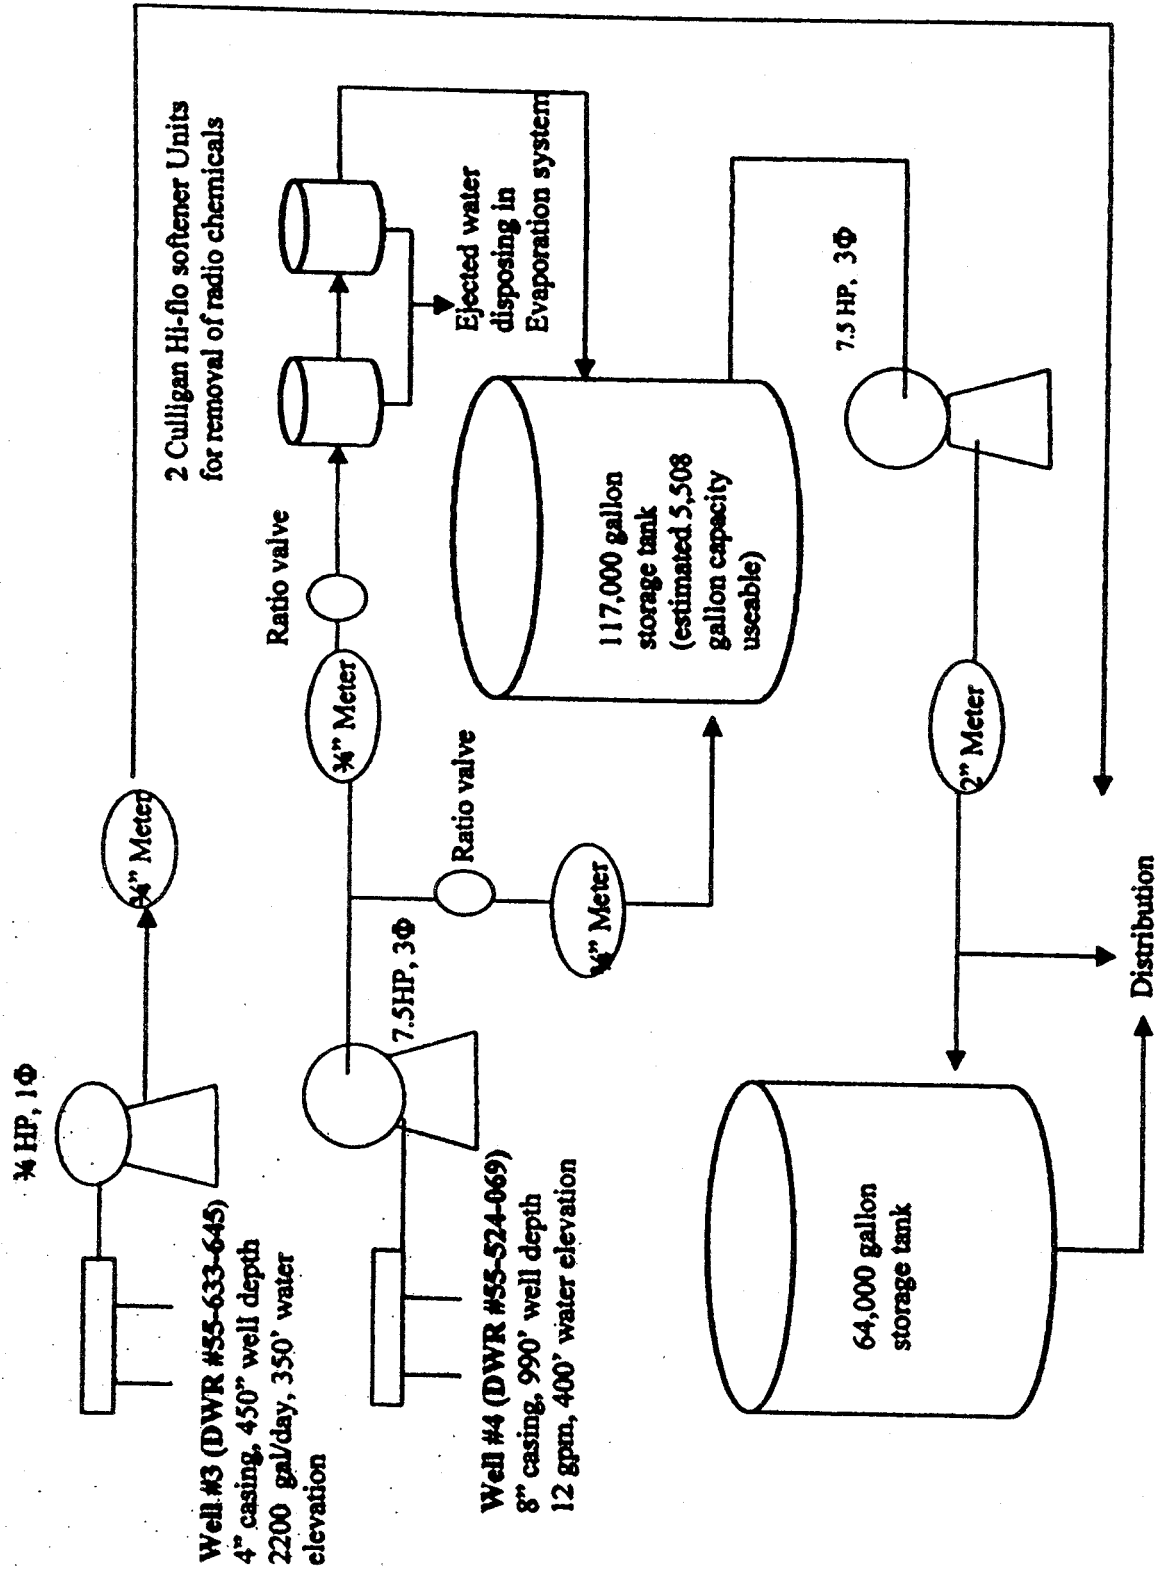 ¾ HP, 1Φ
¾” Meter
2 Culligan Hi-flo softener Units
for removal of radio chemicals
Well #3 (DWR #55-633-645)
4” casing, 450” well depth
2200 gal/day, 350’ water
elevation
Ratio valve
¾” Meter
7.5HP, 3Φ
Ejected water
disposing in
Evaporation system
Ratio valve
¾” Meter
Well #4 (DWR #55-524-069)
8” casing, 990’ well depth
12 gpm, 400’ water elevation
117,000 gallon
storage tank
(estimated 5,508
gallon capacity
useable)
7.5 HP, 3Φ
64,000 gallon
storage tank
2” Meter
Distribution